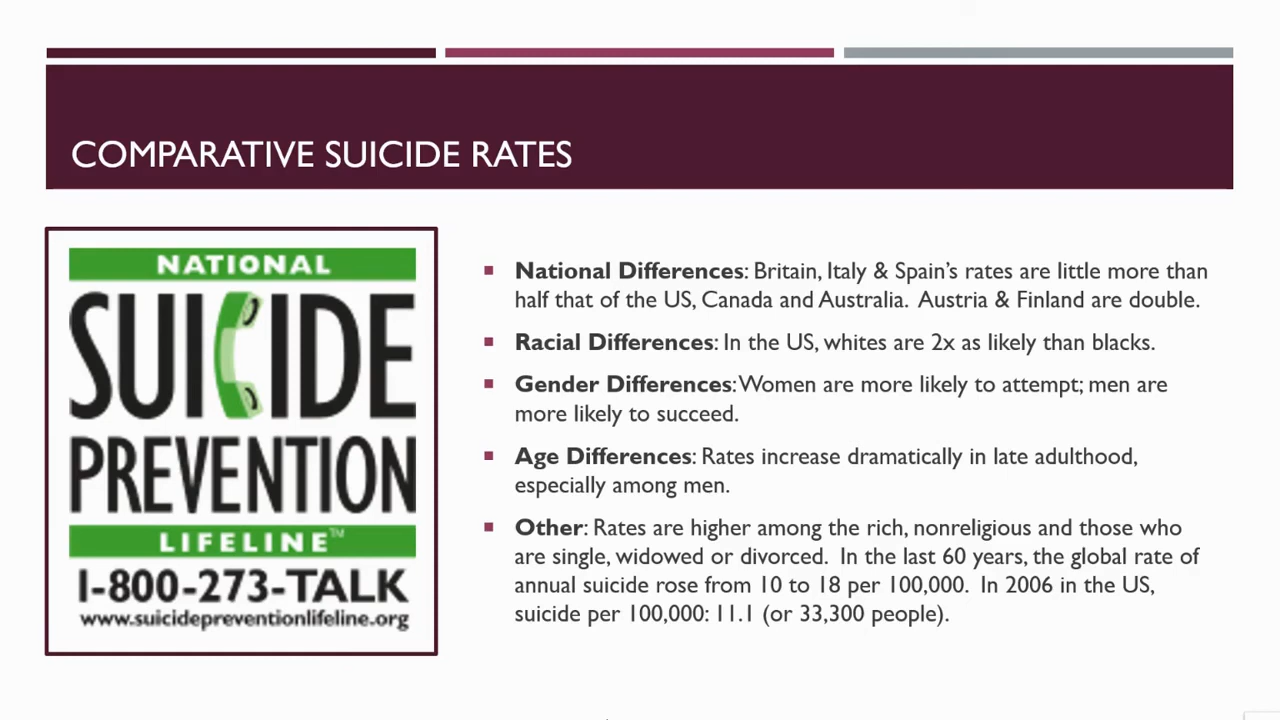 COMPARATIVE SUICIDE RATES
NATIONAL
SUICIDE
PREVENTION
LIFELINE™
1-800-273-TALK
www.suicidepreventionlifeline.org
▪ National Differences: Britain, Italy & Spain's rates are little more than
half that of the US, Canada and Australia. Austria & Finland are double.
▪ Racial Differences: In the US, whites are 2x as likely than blacks.
▪ Gender Differences: Women are more likely to attempt; men are
more likely to succeed.
▪ Age Differences: Rates increase dramatically in late adulthood,
especially among men.
▪ Other: Rates are higher among the rich, nonreligious and those who
are single, widowed or divorced. In the last 60 years, the global rate of
annual suicide rose from 10 to 18 per 100,000. In 2006 in the US,
suicide per 100,000: 11.1 (or 33,300 people).